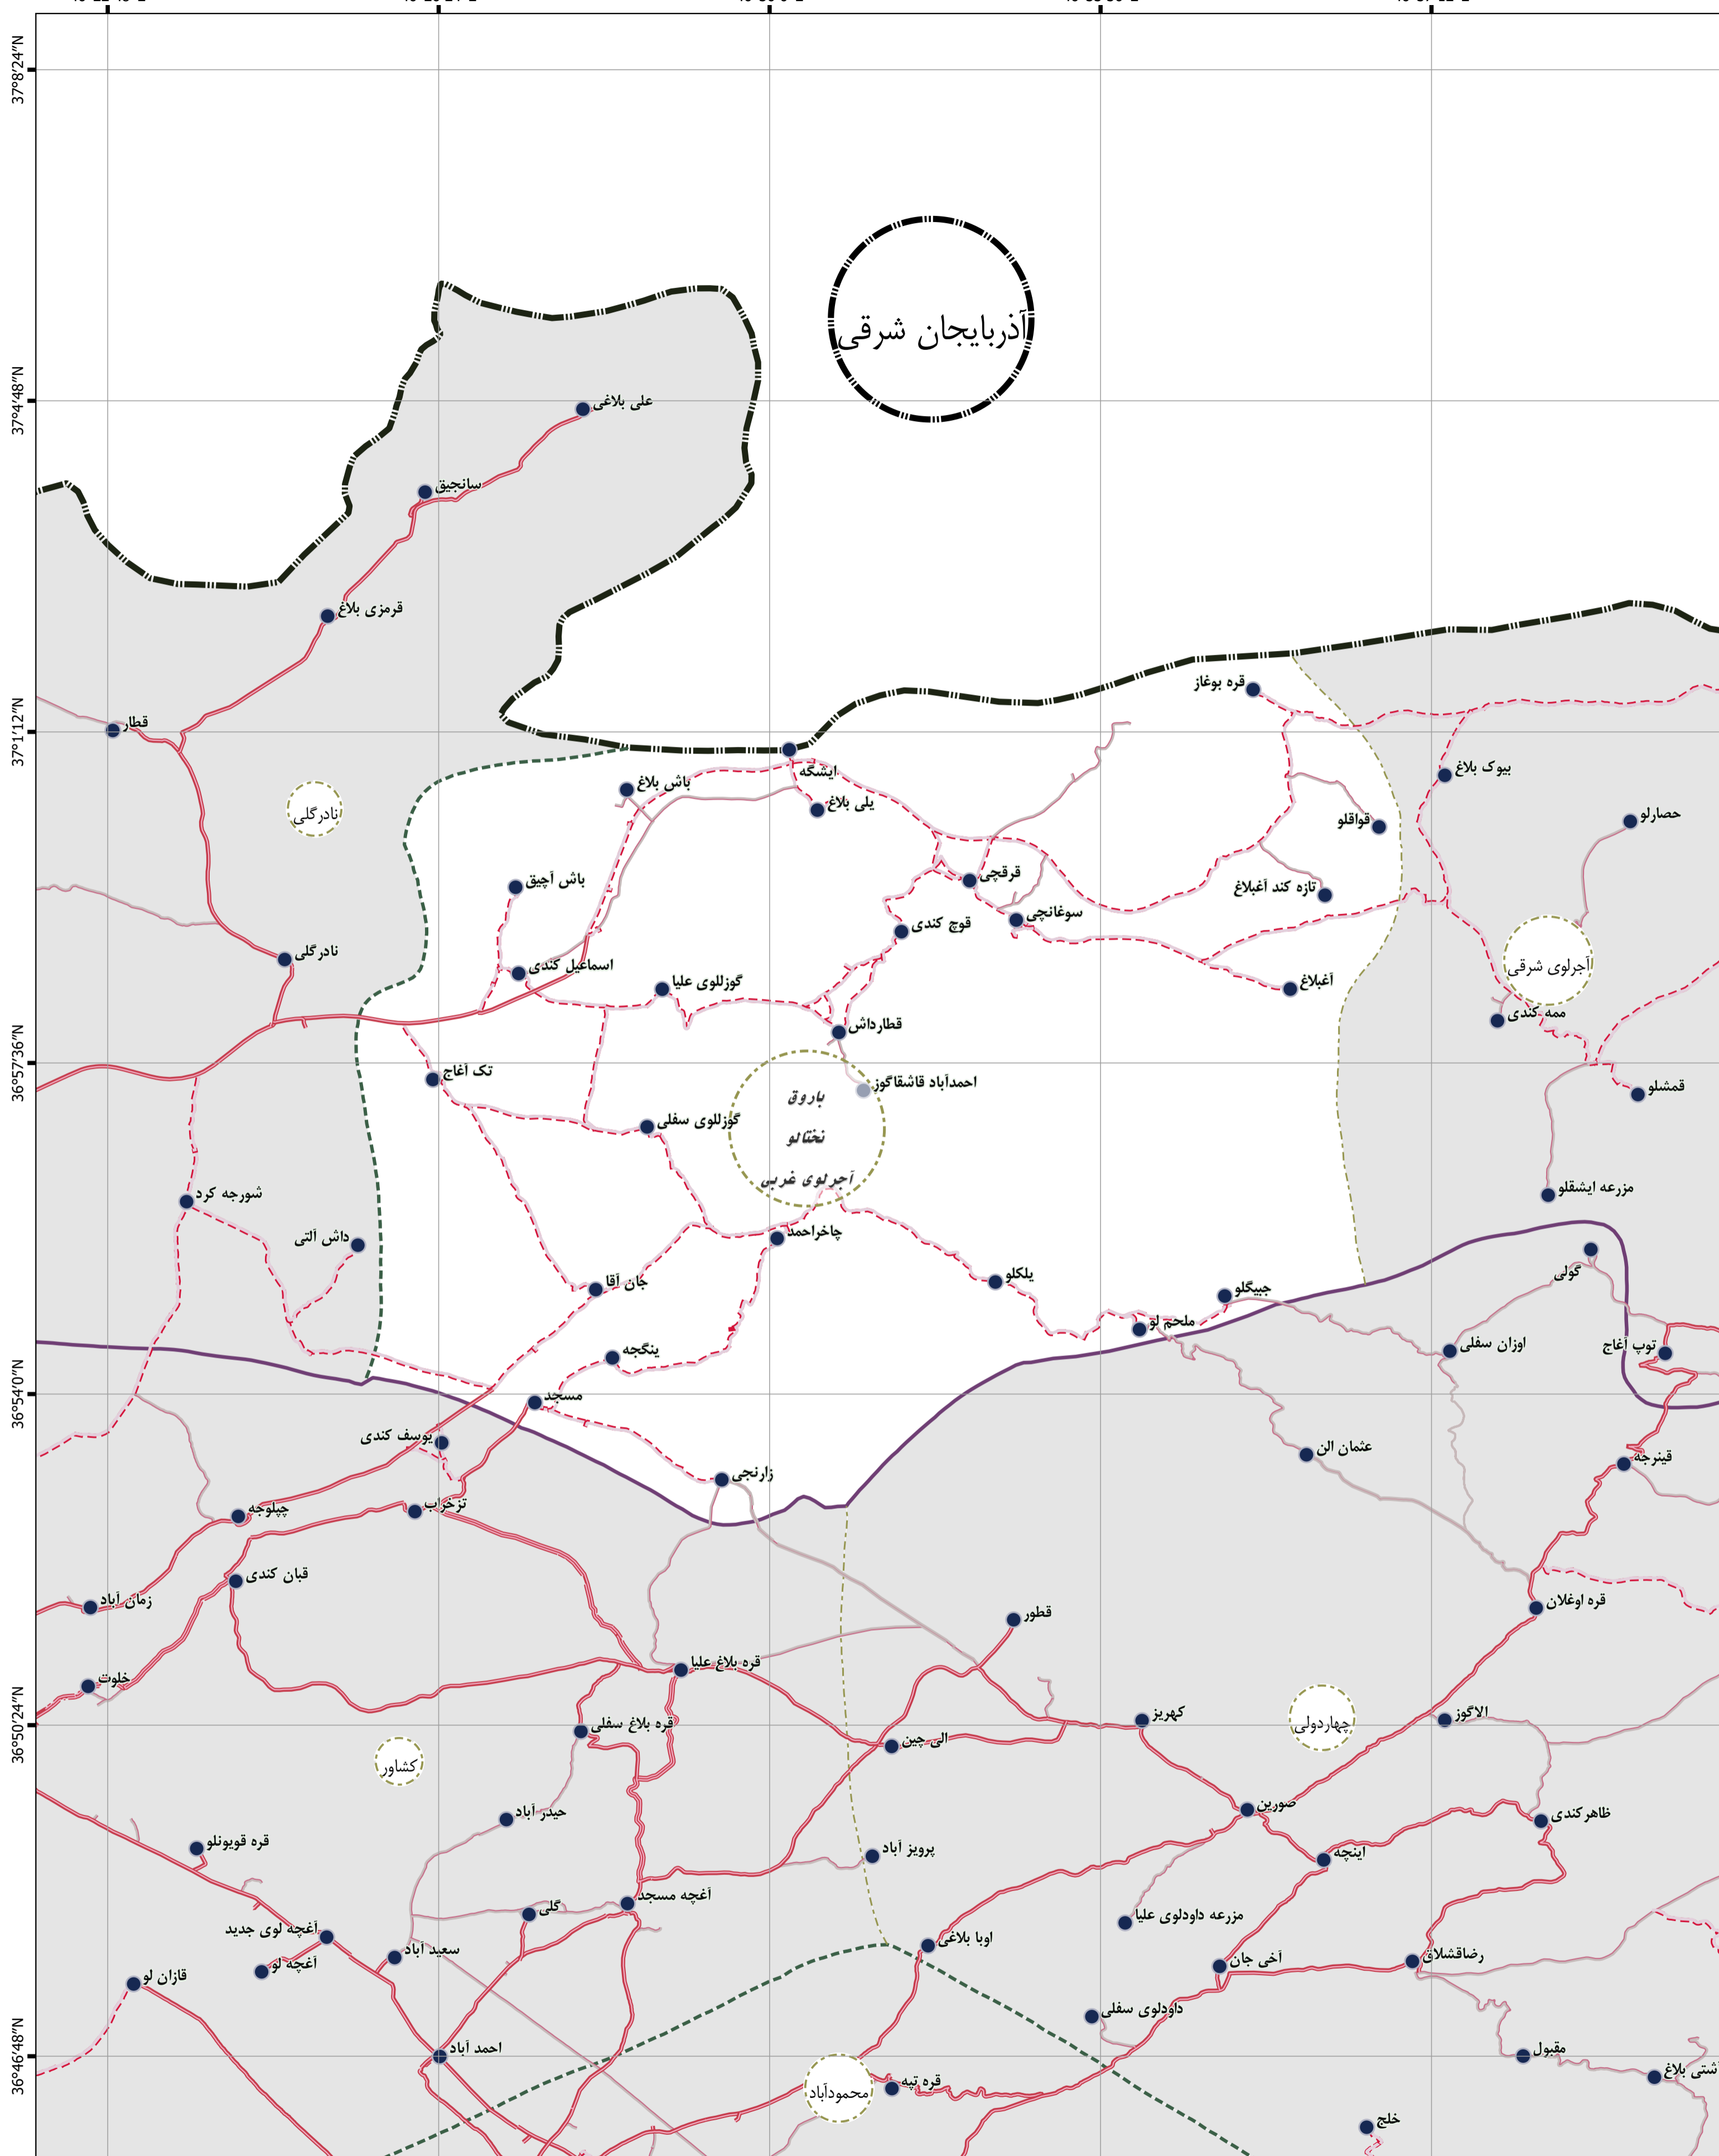 37°8'24"N
آذربایجان شرقی
37°4'48"N
علی بلاغی
سانجیق
قرمزی بلاغ
قره بوغاز
37°1'12"N
قطار
ایشگه
باش بلاغ
یلی بلاغ
بیوک بلاغ
نادرگلی
قواقلو
حصارلو
باش آچیق
قرقچی
تازه کند آغبلاغ
سوغانچی
قوچ کندی
نادرگلی
اسماعیل کندی
آجرلوی شرقی
گوزللوی علیا
آغبلاغ
قطارداش
ممه کندی
36°57'36"N
تک آغاج
احمدآباد قاشقاگوز
قمشلو
باروق
نختالو
آجرلوی غربی
گوزللوی سفلی
شورجه کرد
مزرعه ایشقلو
داش آلتی
چاخراحمد
گولی
جان آقا
یلکلو
جبیگلو
ملحم لو
اوزان سفلی
توپ آغاج
ینگجه
36°54'0"N
مسجد
یوسف کندی
عثمان الن
قینرجه
زارنجی
چپلوجه
تزخراب
قبان کندی
زمان آباد
قره اوغلان
قطور
خلوت
قره بلاغ علیا
36°50'24"N
قره بلاغ سفلی
کهریز
چهاردولی
الاگوز
الی چین
کشاور
حیدر آباد
صورین
ظاهرکندی
قره قویونلو
پرویز آباد
اینچه
آغچه مسجد
گلی
مزرعه داودلوی علیا
آغچه لوی جدید
اوبا بلاغی
سعید آباد
آغچه لو
آخی جان
رضاقشلاق
قازان لو
داودلوی سفلی
36°46'48"N
احمد آباد
مقبول
محمودآباد
قره تپه
آشتی بلاغ
خلج